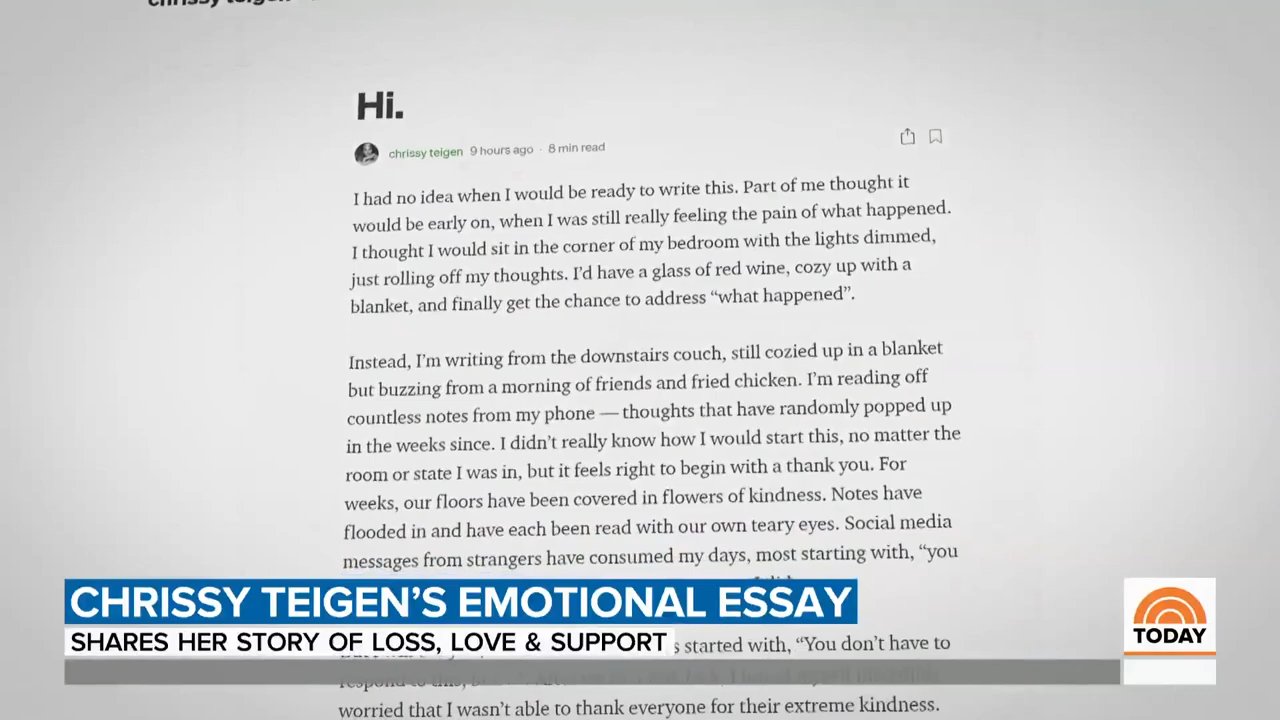 chrissy teigen
Hi.
chrissy teigen 9 hours ago · 8 min read
I had no idea when I would be ready to write this. Part of me thought it
would be early on, when I was still really feeling the pain of what happened.
I thought I would sit in the corner of my bedroom with the lights dimmed,
just rolling off my thoughts. I’d have a glass of red wine, cozy up with a
blanket, and finally get the chance to address “what happened”.
Instead, I’m writing from the downstairs couch, still cozied up in a blanket
but buzzing from a morning of friends and fried chicken. I’m reading off
countless notes from my phone — thoughts that have randomly popped up
in the weeks since. I didn’t really know how I would start this, no matter the
room or state I was in, but it feels right to begin with a thank you. For
weeks, our floors have been covered in flowers of kindness. Notes have
flooded in and have each been read with our own teary eyes. Social media
messages from strangers have consumed my days, most starting with, “you
CHRISSY TEIGEN’S EMOTIONAL ESSAY
SHARES HER STORY OF LOSS, LOVE & SUPPORT
s started with, “You don’t have to
worried that I wasn’t able to thank everyone for their extreme kindness.
TODAY